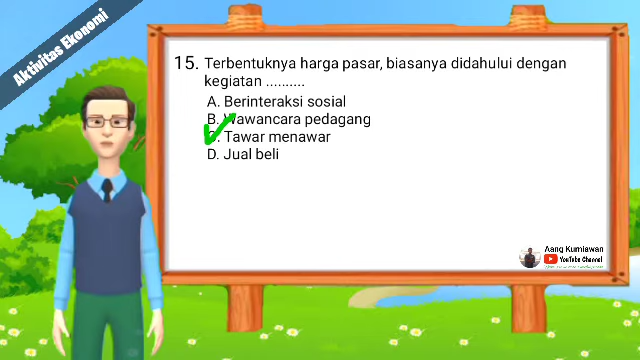 Aktivitas Ekonomi
15. Terbentuknya harga pasar, biasanya didahului dengan
kegiatan ..........
A. Berinteraksi sosial
B. Wawancara pedagang
C. Tawar menawar
D. Jual beli
Aang Kurniawan
YouTube Channel